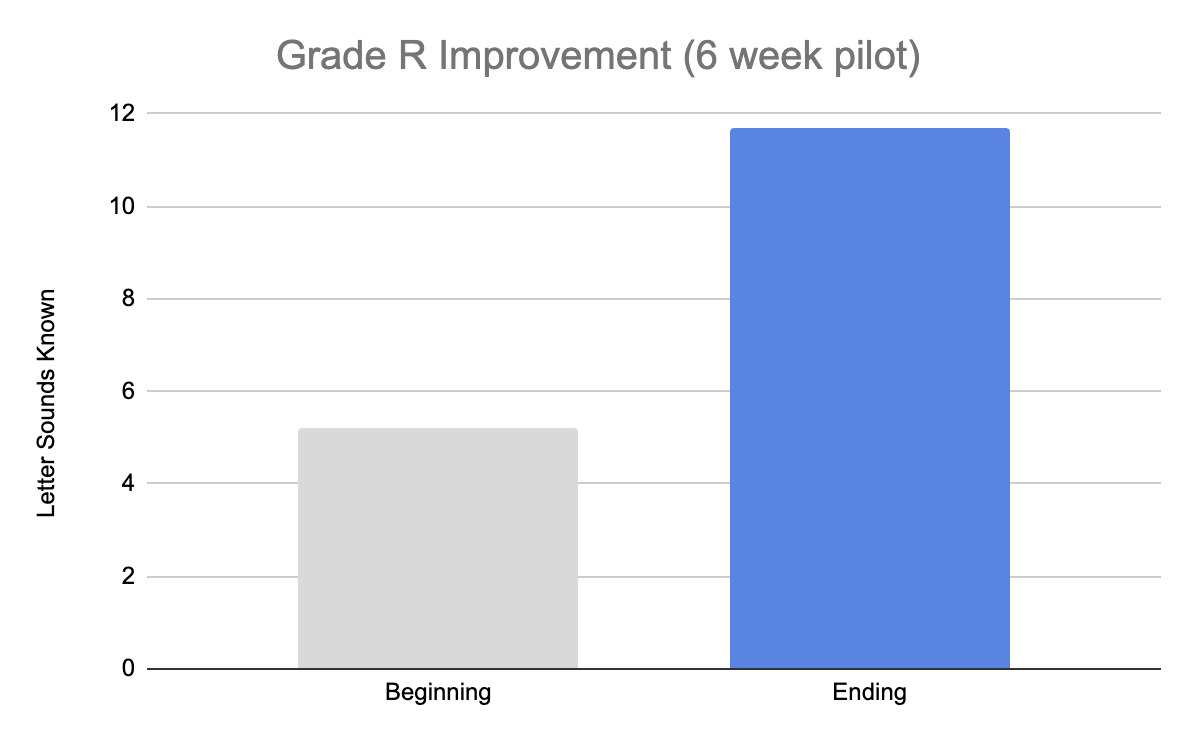 Grade R Improvement (6 week pilot)
Letter Sounds Known
12
10
8
6
4
2
0
Beginning
Ending